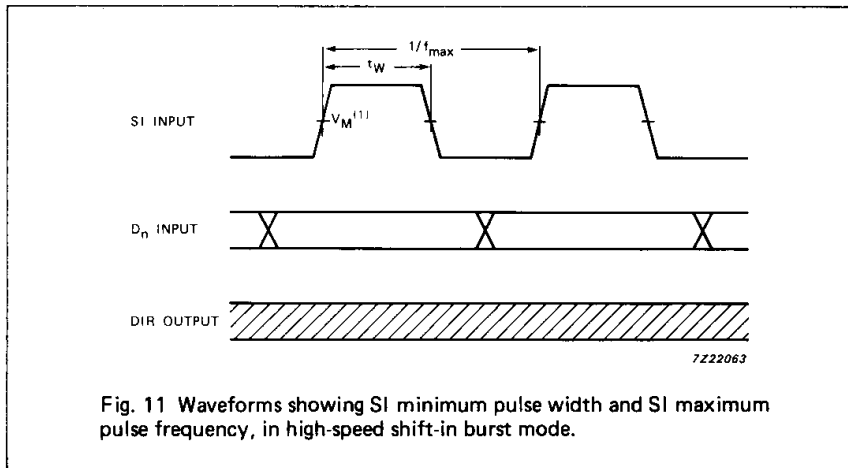 1/fmax
tW
SI INPUT
VM(1)
Dn INPUT
DIR OUTPUT
7Z22063
Fig. 11 Waveforms showing SI minimum pulse width and SI maximum
pulse frequency, in high-speed shift-in burst mode.